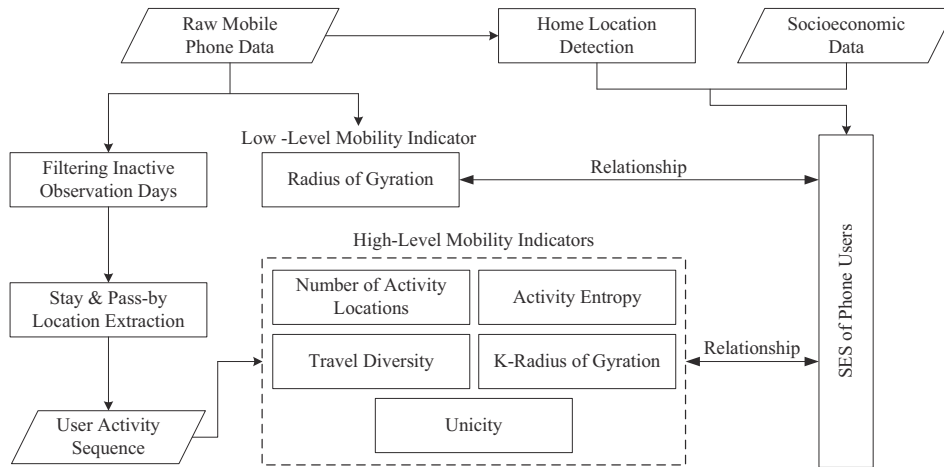 Raw Mobile
Phone Data
Home Location
Detection
Socioeconomic
Data
Low -Level Mobility Indicator
Filtering Inactive
Observation Days
Radius of Gyration
Relationship
High-Level Mobility Indicators
Number of Activity
Locations
Activity Entropy
Stay & Pass-by
Location Extraction
Travel Diversity
K-Radius of Gyration
Relationship
SES of Phone Users
User Activity
Sequence
Unicity